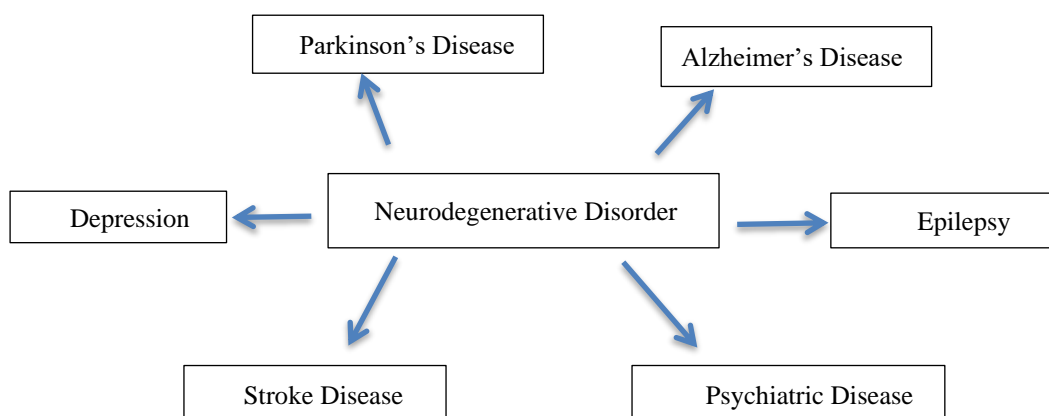 Parkinson’s Disease
Alzheimer’s Disease
Depression
Neurodegenerative Disorder
Epilepsy
Stroke Disease
Psychiatric Disease